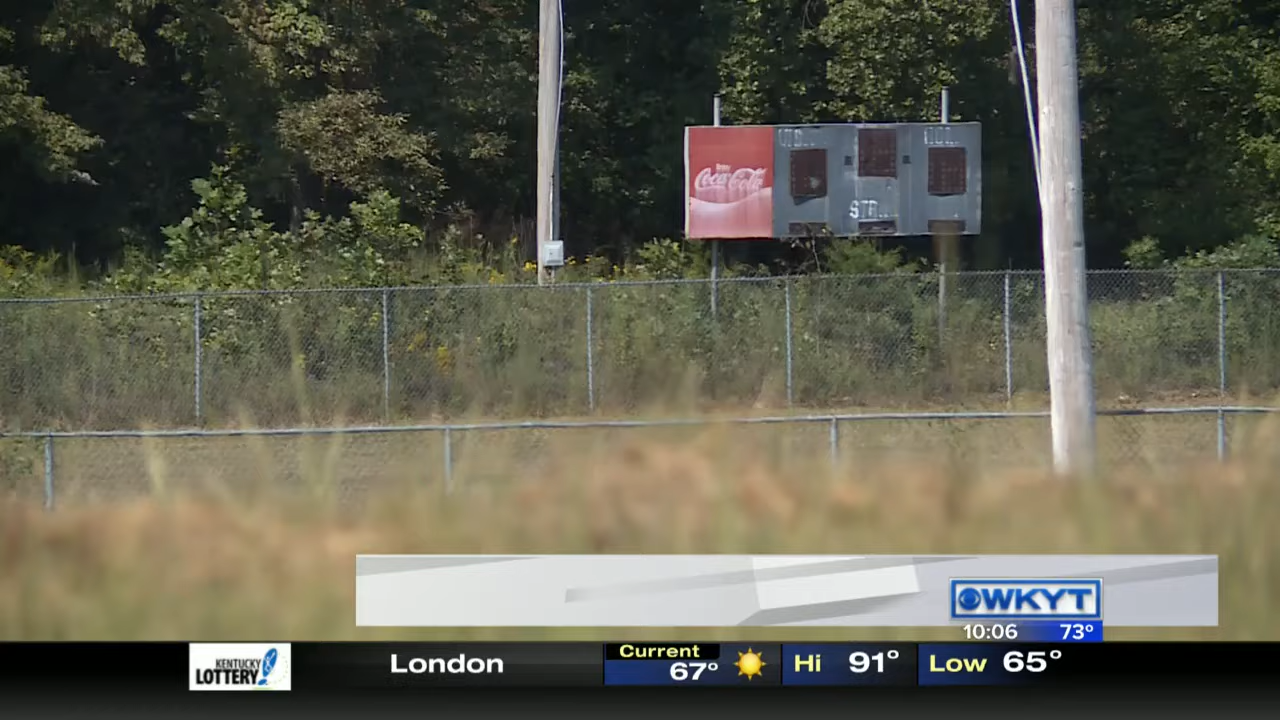 Coca-Cola
WKYT
10:06 73°
KENTUCKY
LOTTERY
London
Current
67°
Hi 91°
Low 65°